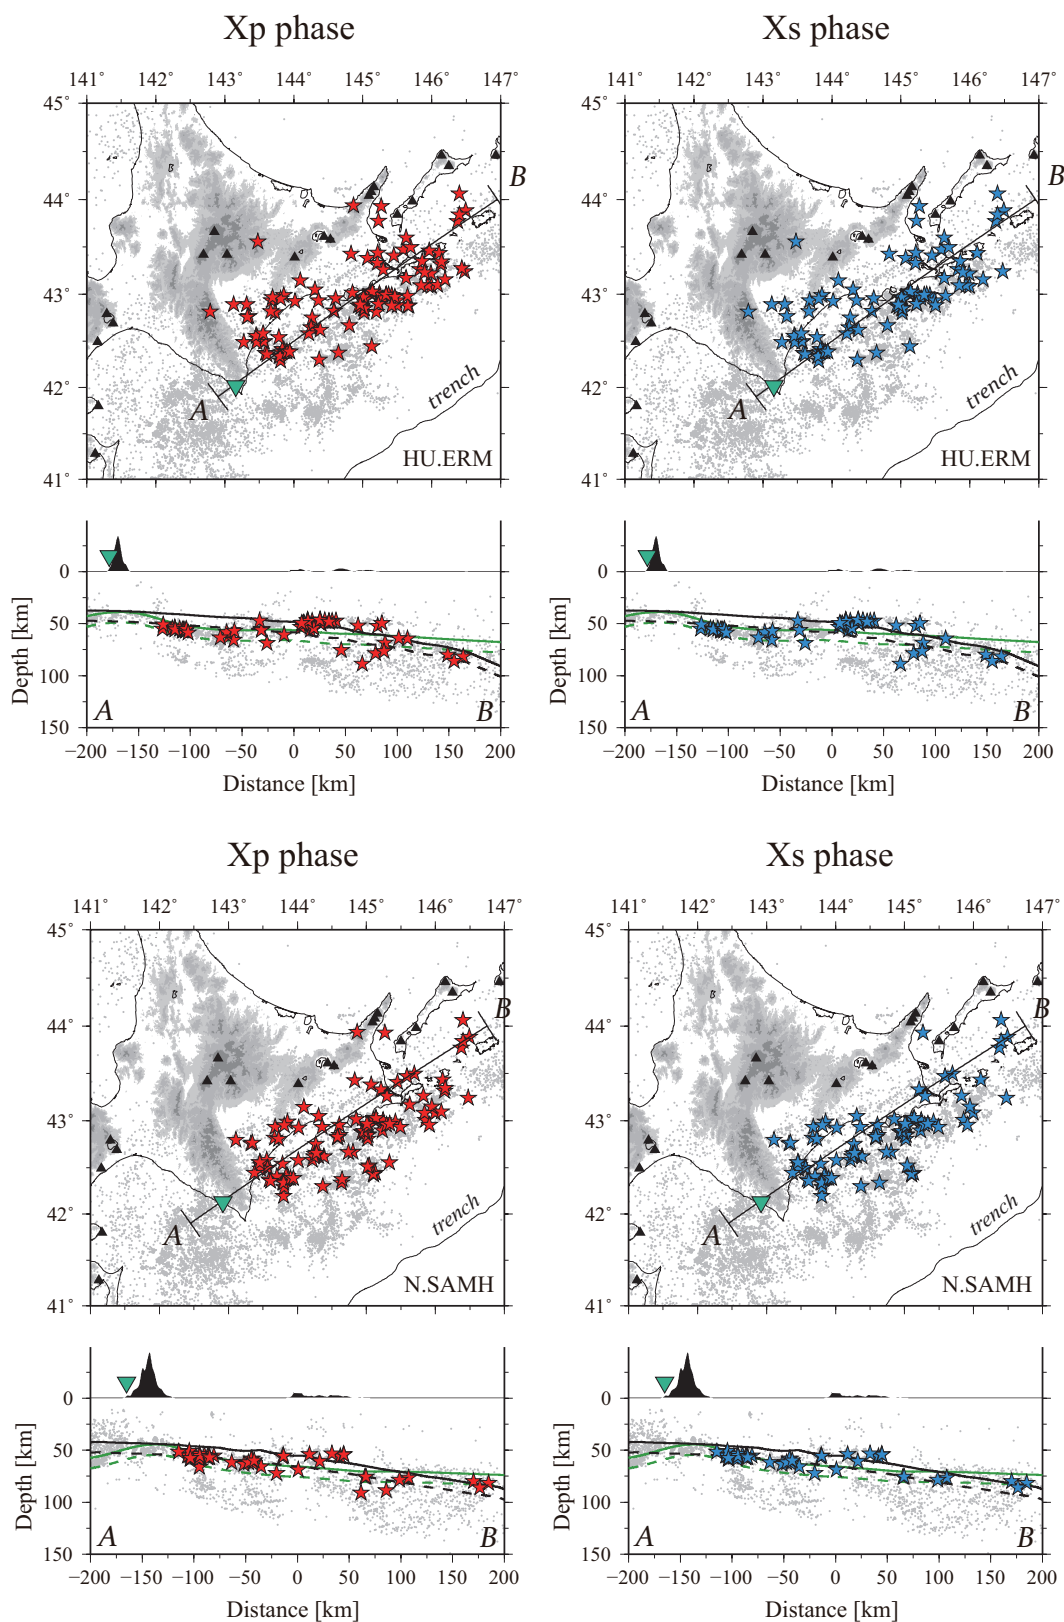 Xp phase Xs phase
141˚ 142˚ 143˚ 144˚ 145˚ 146˚ 147˚ 141˚ 142˚ 143˚ 144˚ 145˚ 146˚ 147˚
45˚ 45˚
B B
44˚ 44˚
43˚ 43˚
42˚ 42˚
A trench A trench
HU.ERM HU.ERM
41˚ 41˚
0 0
50 50
100 100
150 150
Depth [km] Depth [km]
A B A B
−200 −150 −100 −50 0 50 100 150 200 −200 −150 −100 −50 0 50 100 150 200
Distance [km] Distance [km]
Xp phase Xs phase
141˚ 142˚ 143˚ 144˚ 145˚ 146˚ 147˚ 141˚ 142˚ 143˚ 144˚ 145˚ 146˚ 147˚
45˚ 45˚
B B
44˚ 44˚
43˚ 43˚
42˚ 42˚
A trench A trench
N.SAMH N.SAMH
41˚ 41˚
0 0
50 50
100 100
150 150
Depth [km] Depth [km]
A B A B
−200 −150 −100 −50 0 50 100 150 200 −200 −150 −100 −50 0 50 100 150 200
Distance [km] Distance [km]